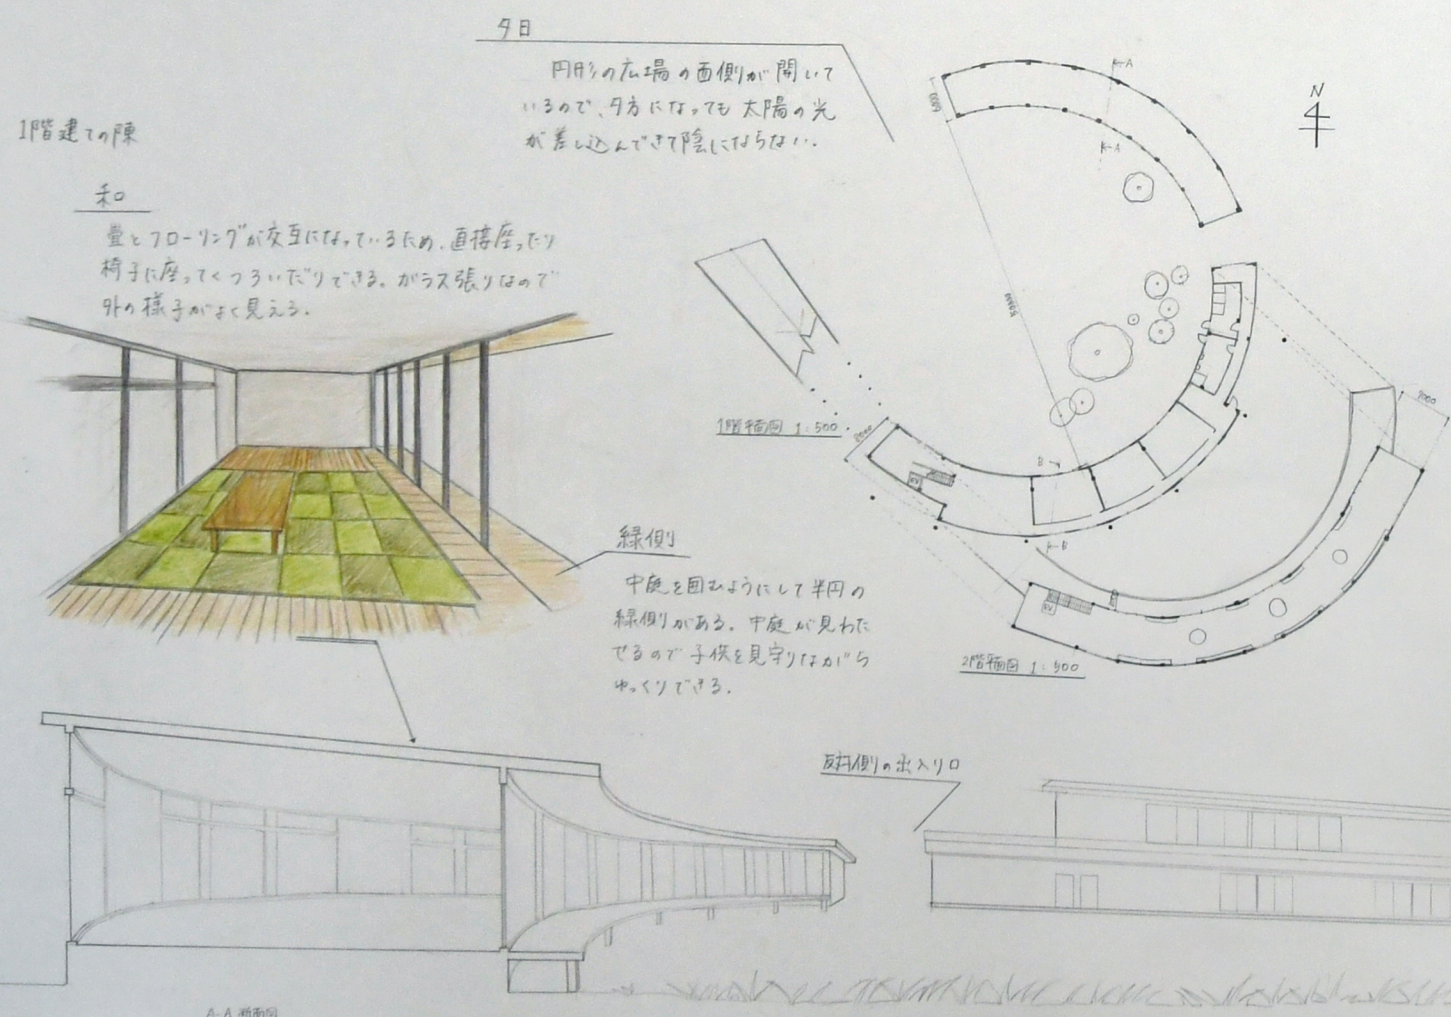 夕日
円形の広場の西側が開いて
いるので、夕方になっても太陽の光
が差し込んできて陰にならない.
1階建ての陳
和
畳とフローリングが交互になっているため、直接座ったり
椅子に座ってくつろいだりできる。ガラス張りなので
外の様子がよく見える.
N
A
A
6000
1階平面図 1:500
2000
EV
B
B
7000
EV
2階平面図 1:500
縁側
中庭を囲むようにして半円の
縁側がある。中庭が見わた
せるので子供を見守りながら
ゆっくりできる.
反対側の出入り口
A-A 断面図